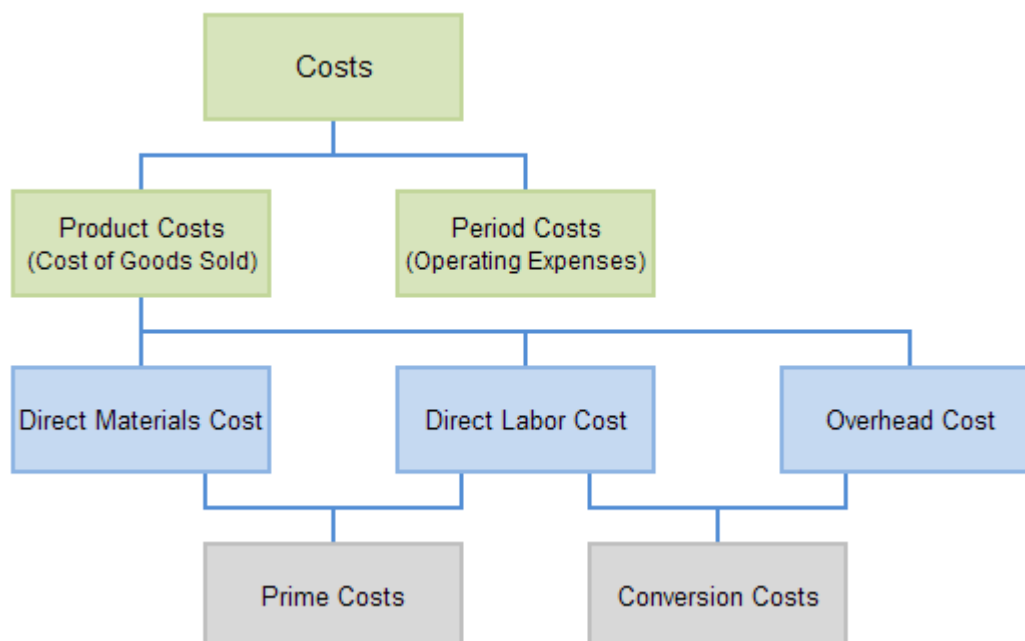 Costs
Product Costs
(Cost of Goods Sold)
Period Costs
(Operating Expenses)
Direct Materials Cost
Direct Labor Cost
Overhead Cost
Prime Costs
Conversion Costs